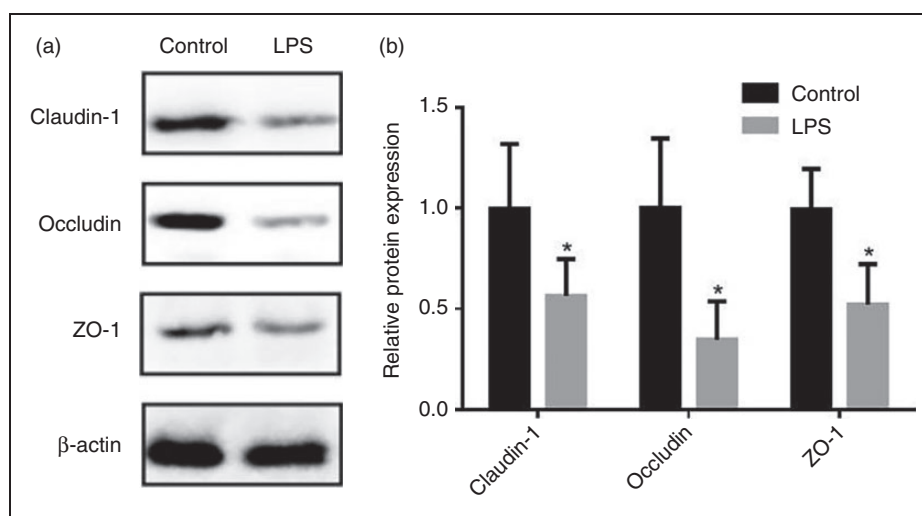 (a)
Control LPS
Claudin-1
Occludin
ZO-1
β-actin
(b)
Control
LPS
Relative protein expression
1.5
1.0
0.5
0.0
*
*
*
Claudin-1
Occludin
ZO-1